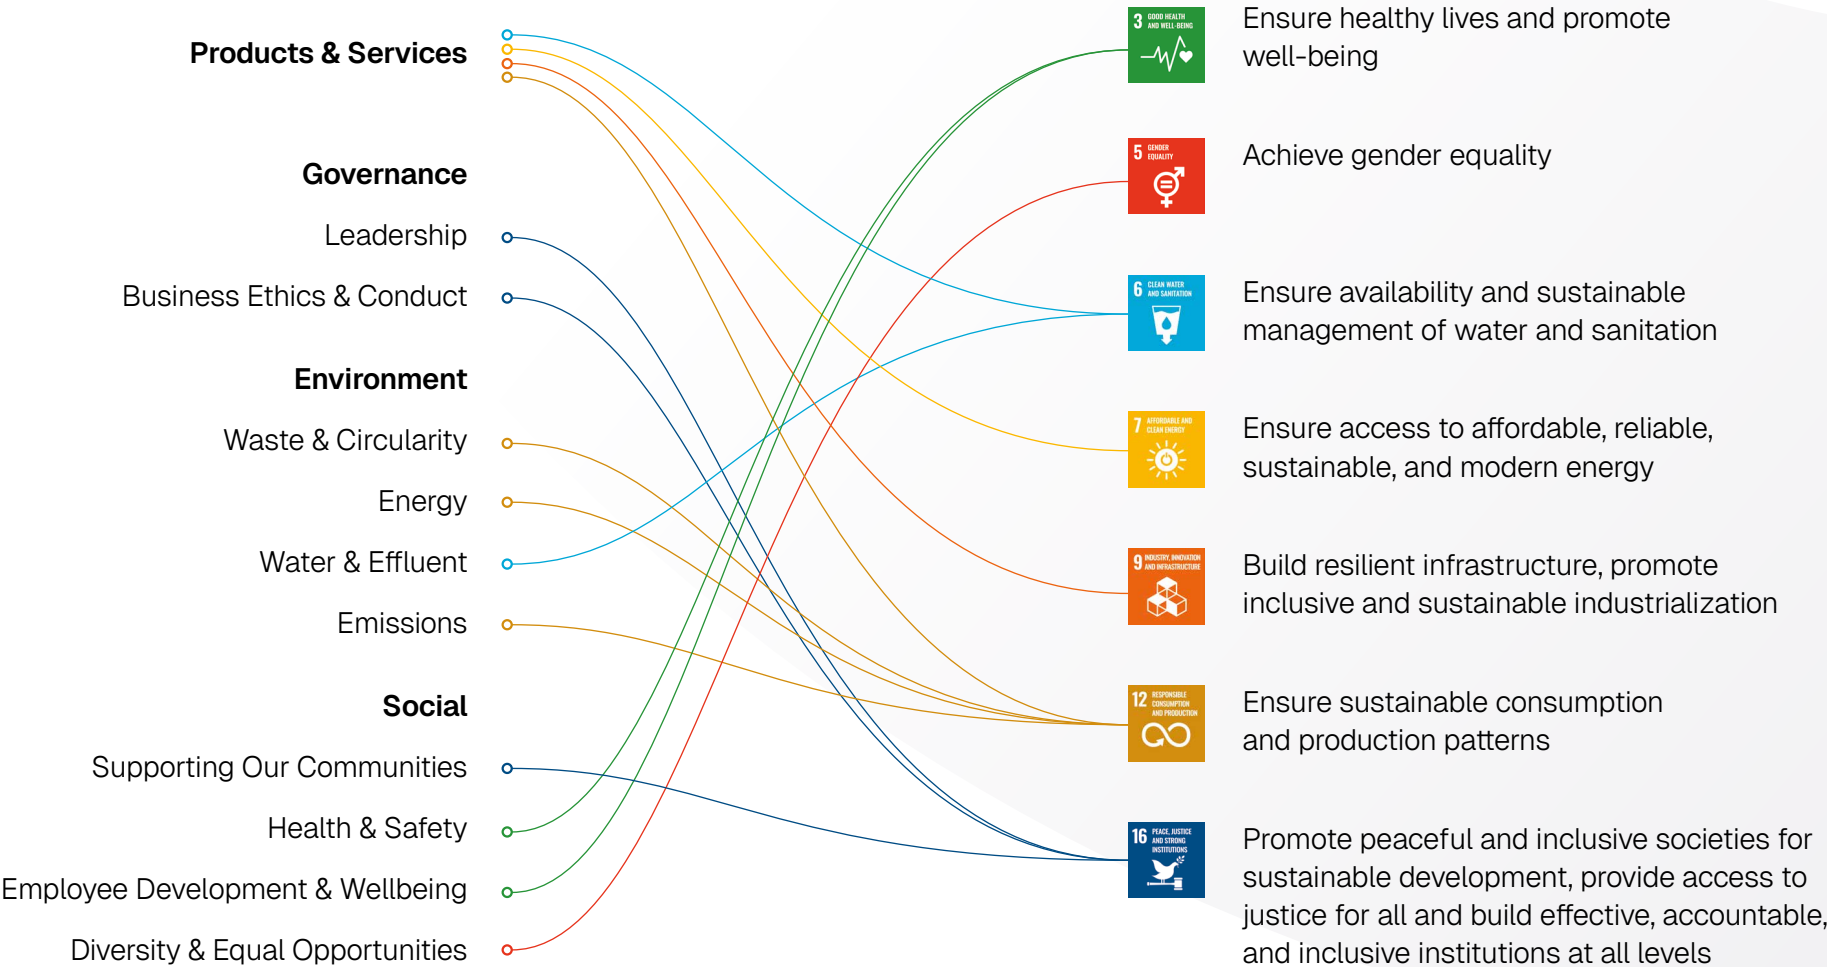 Products & Services
Governance
Leadership
Business Ethics & Conduct
Environment
Waste & Circularity
Energy
Water & Effluent
Emissions
Social
Supporting Our Communities
Health & Safety
Employee Development & Wellbeing
Diversity & Equal Opportunities
3 GOOD HEALTH
AND WELL-BEING
Ensure healthy lives and promote
well-being
5 GENDER
EQUALITY
Achieve gender equality
6 CLEAN WATER
AND SANITATION
Ensure availability and sustainable
management of water and sanitation
7 AFFORDABLE AND
CLEAN ENERGY
Ensure access to affordable, reliable,
sustainable, and modern energy
9 INDUSTRY, INNOVATION
AND INFRASTRUCTURE
Build resilient infrastructure, promote
inclusive and sustainable industrialization
12 RESPONSIBLE
CONSUMPTION
AND PRODUCTION
Ensure sustainable consumption
and production patterns
16 PEACE, JUSTICE
AND STRONG
INSTITUTIONS
Promote peaceful and inclusive societies for
sustainable development, provide access to
justice for all and build effective, accountable,
and inclusive institutions at all levels